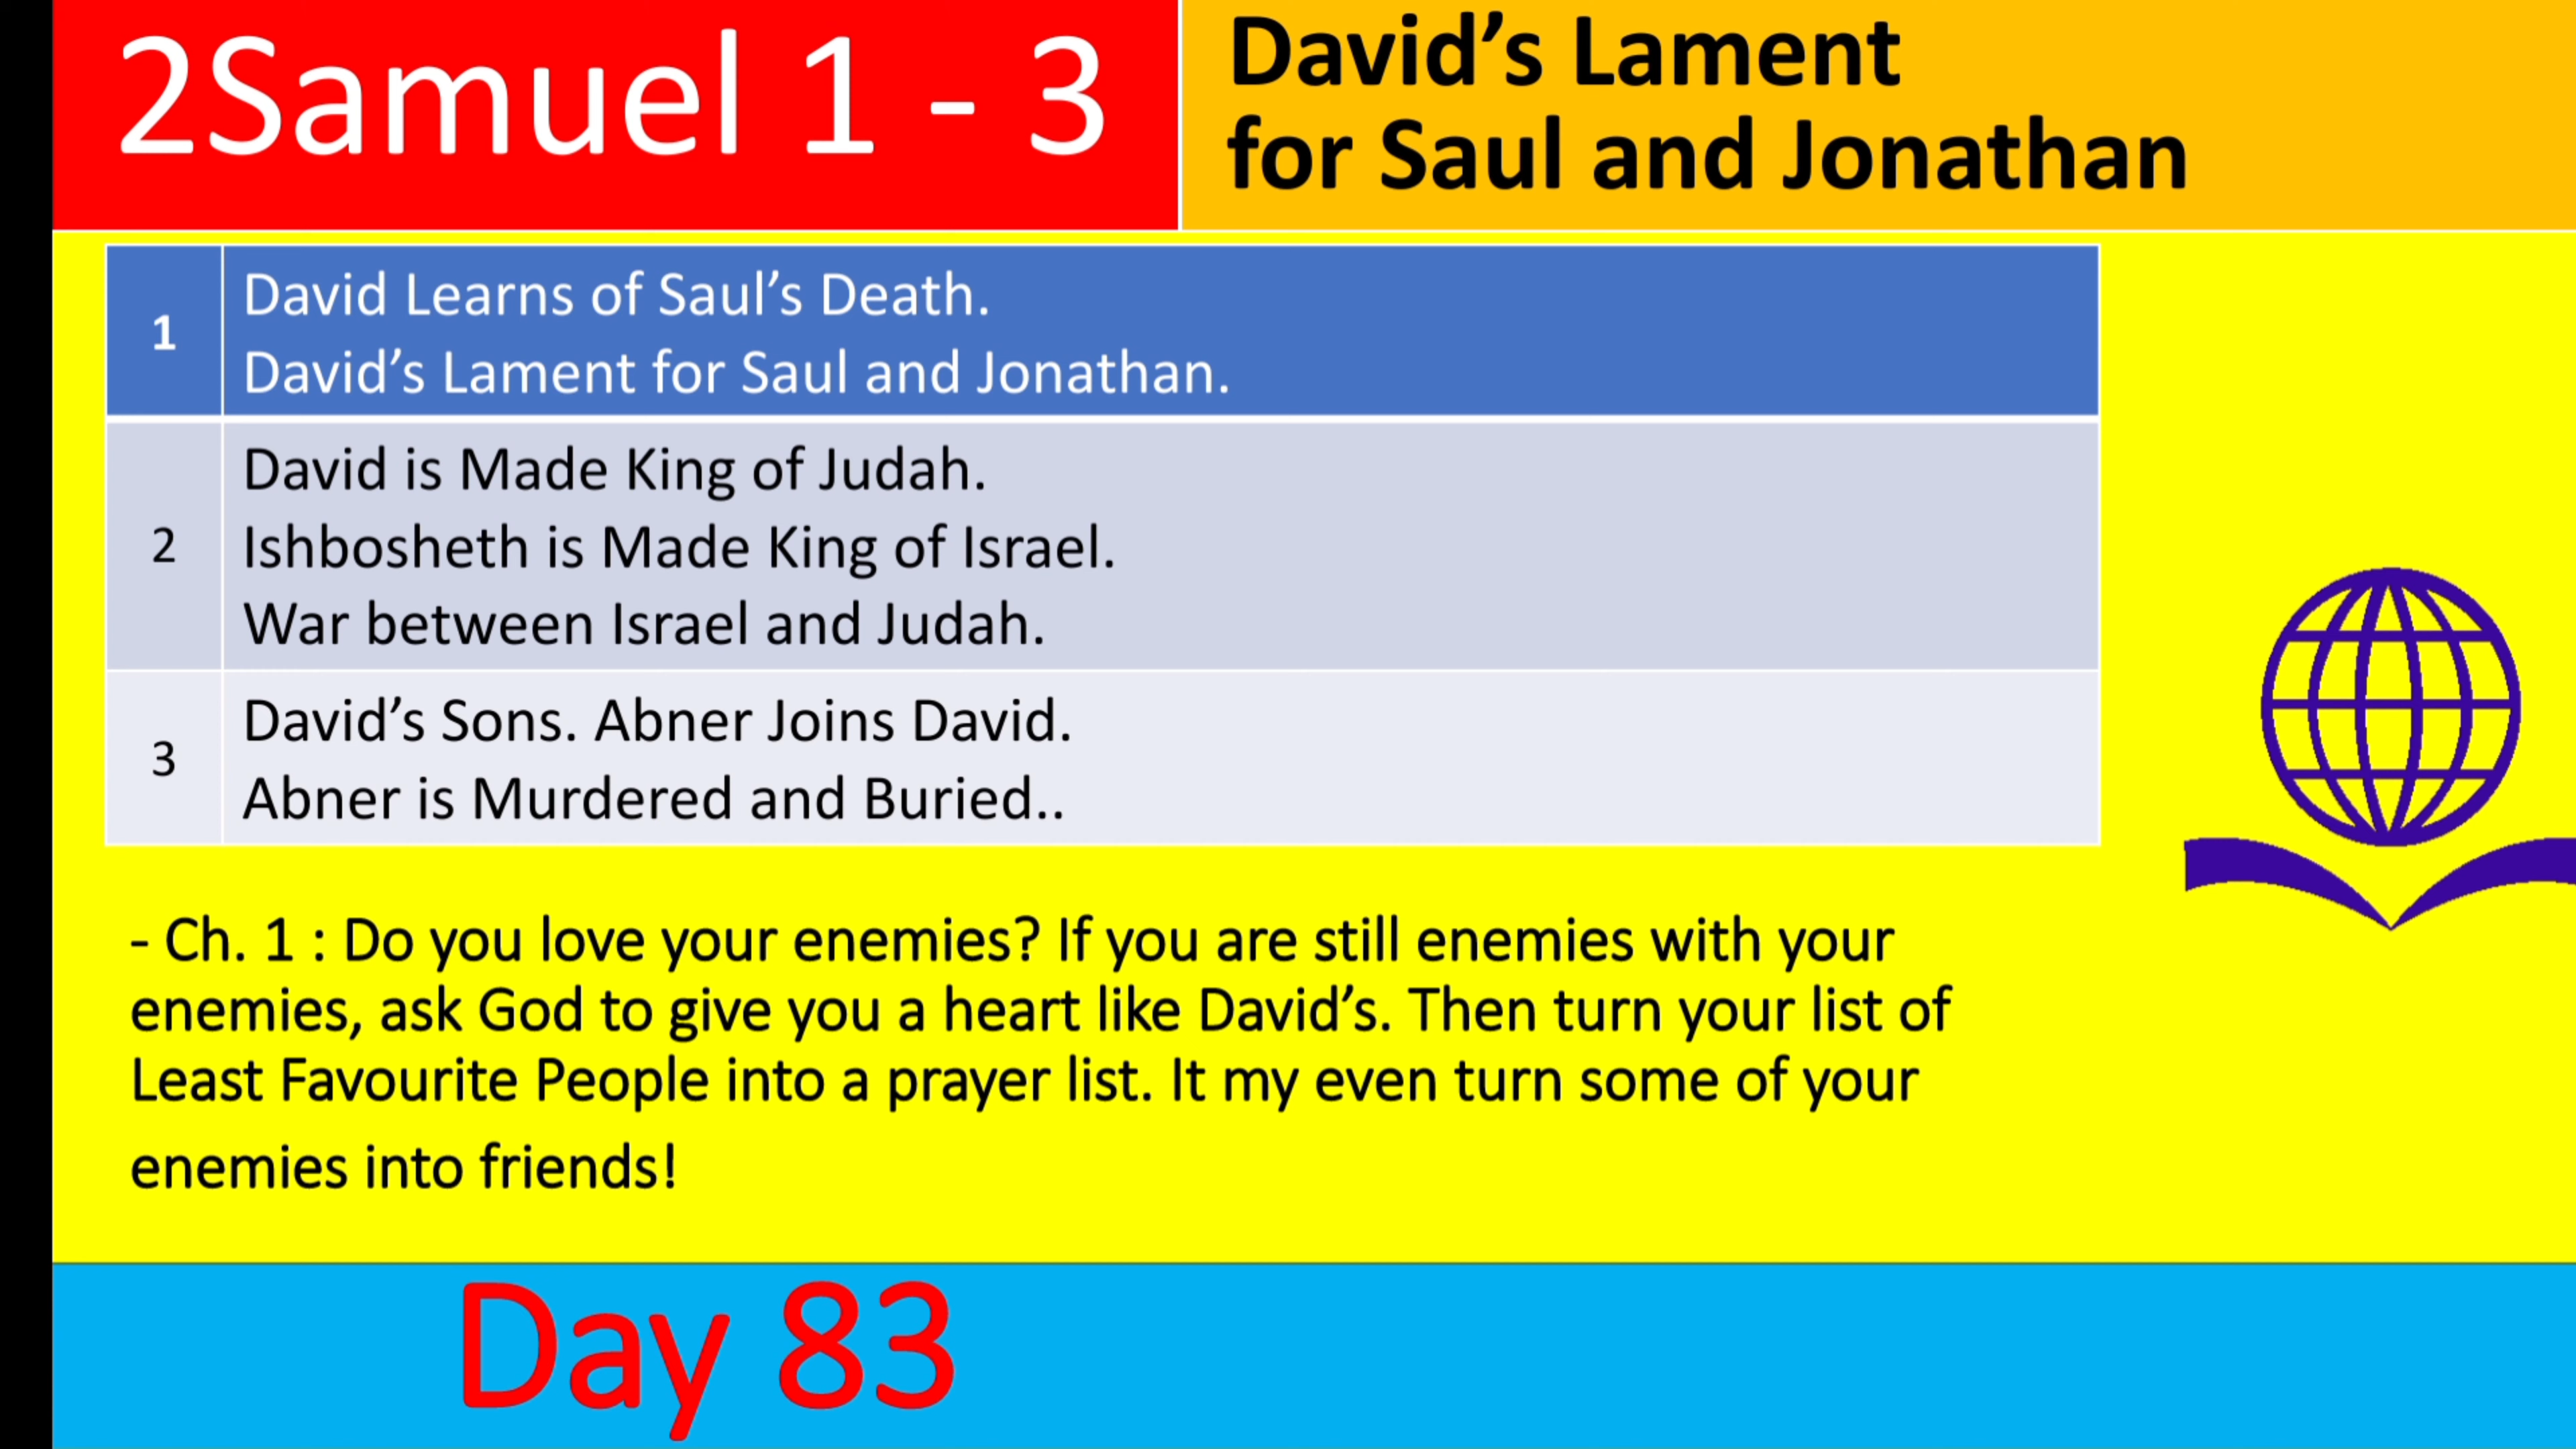 2Samuel 1 - 3
David’s Lament
for Saul and Jonathan
1
David Learns of Saul’s Death.
David’s Lament for Saul and Jonathan.
2
David is Made King of Judah.
Ishbosheth is Made King of Israel.
War between Israel and Judah.
3
David’s Sons. Abner Joins David.
Abner is Murdered and Buried..
- Ch. 1 : Do you love your enemies? If you are still enemies with your
enemies, ask God to give you a heart like David’s. Then turn your list of
Least Favourite People into a prayer list. It my even turn some of your
enemies into friends!
Day 83